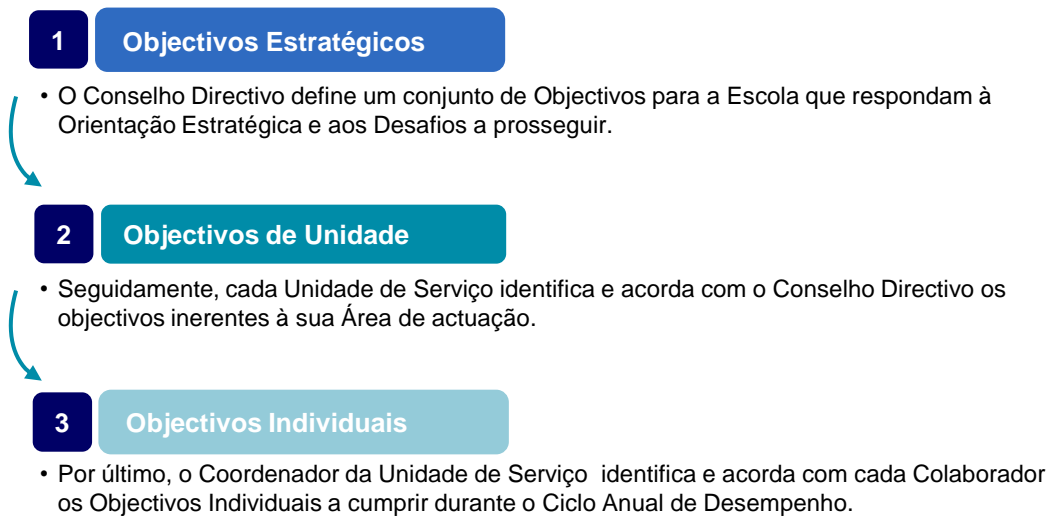 1 Objectivos Estratégicos
• O Conselho Directivo define um conjunto de Objectivos para a Escola que respondam à
Orientação Estratégica e aos Desafios a prosseguir.
2 Objectivos de Unidade
• Seguidamente, cada Unidade de Serviço identifica e acorda com o Conselho Directivo os
objectivos inerentes à sua Área de actuação.
3 Objectivos Individuais
• Por último, o Coordenador da Unidade de Serviço identifica e acorda com cada Colaborador
os Objectivos Individuais a cumprir durante o Ciclo Anual de Desempenho.